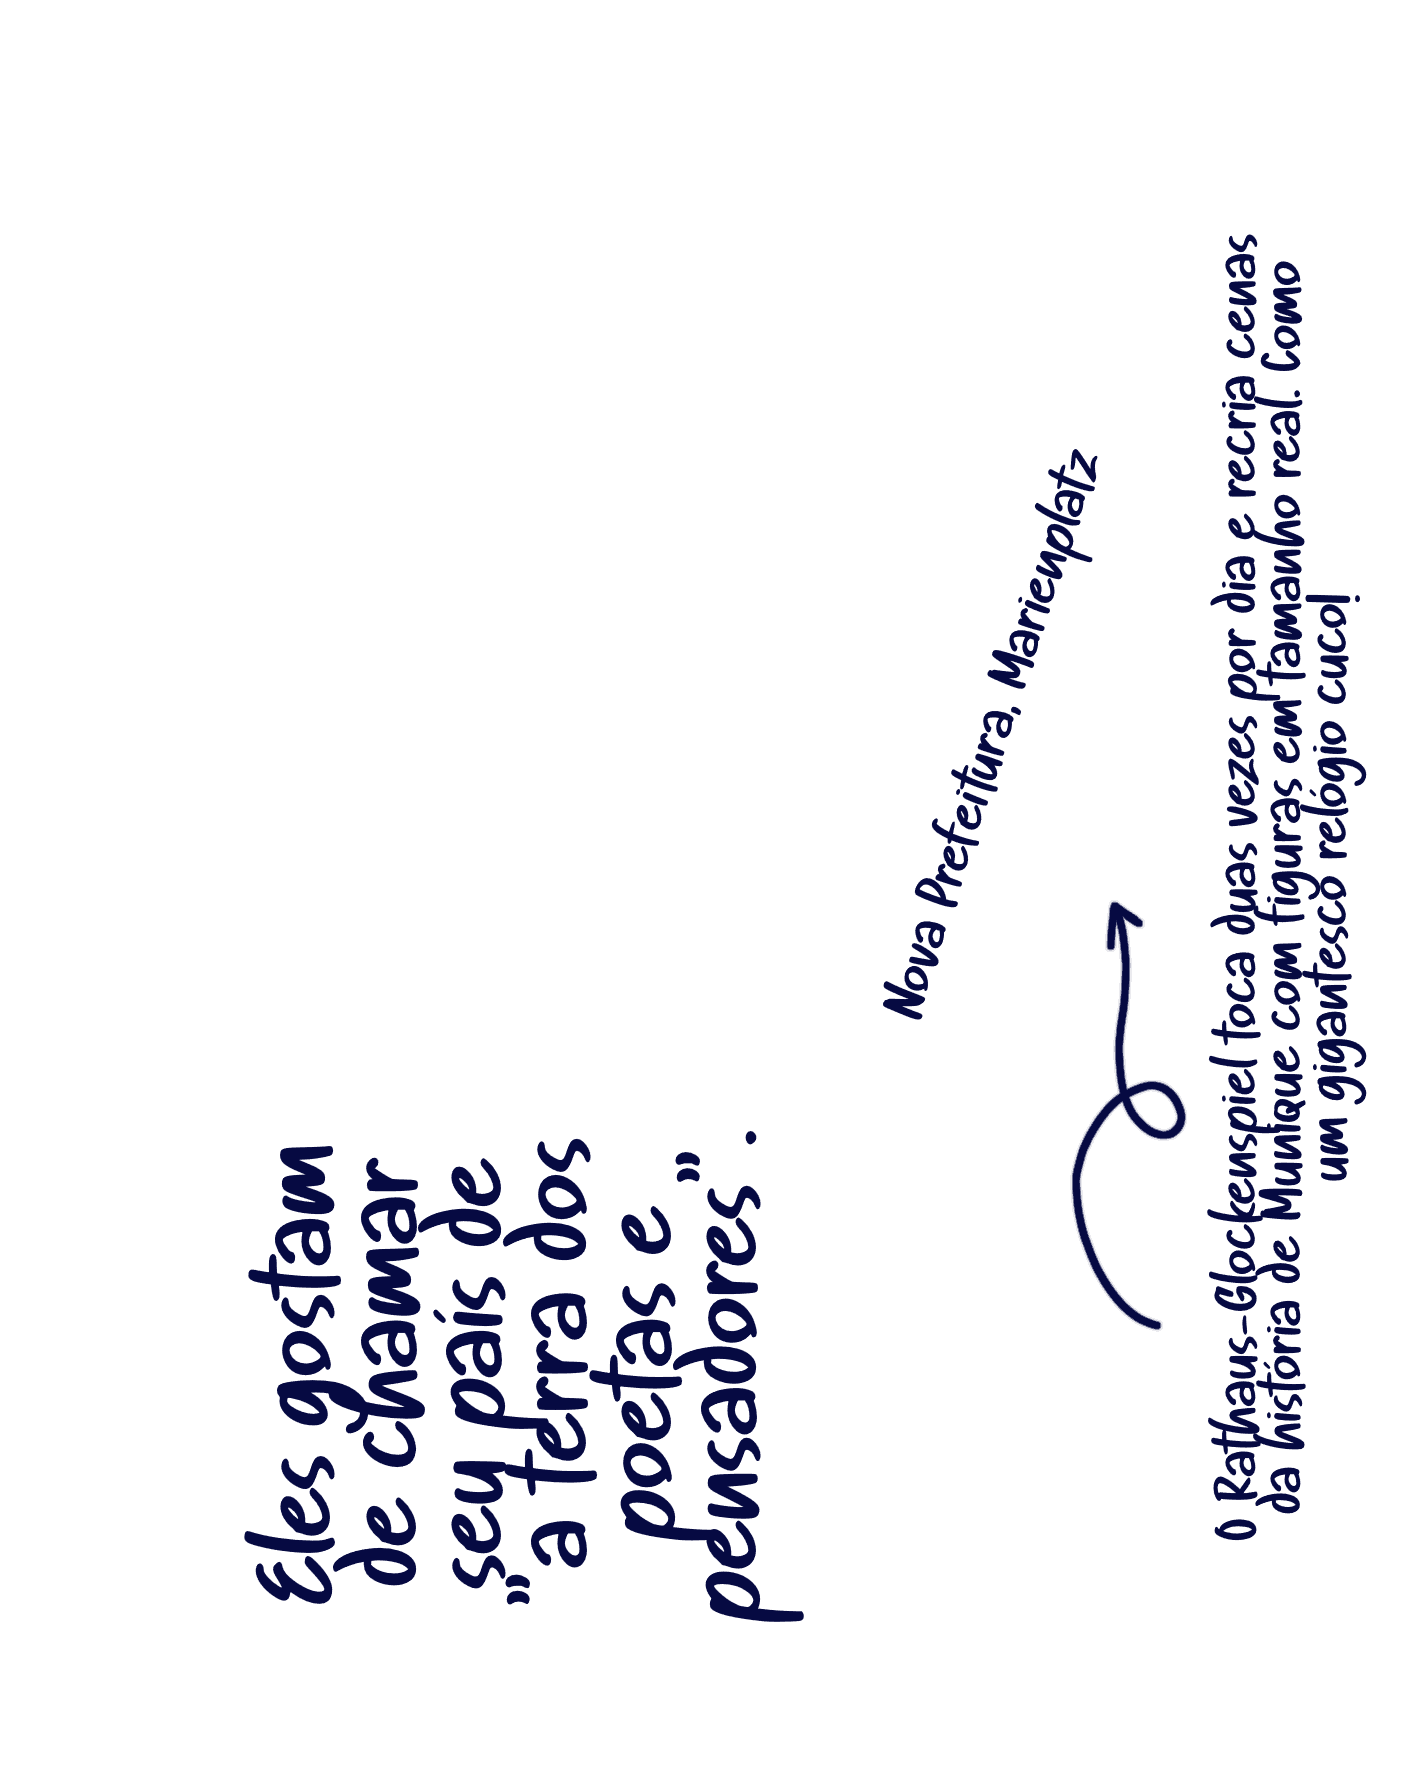 Eles gostam
de chamar
seu país de
"a terra dos
poetas e
pensadores".
Nova Prefeitura, Marienplatz
O Rathaus-Glockenspiel toca duas vezes por dia e recria cenas
da história de Munique com figuras em tamanho real. Como
um gigantesco relógio cuco!